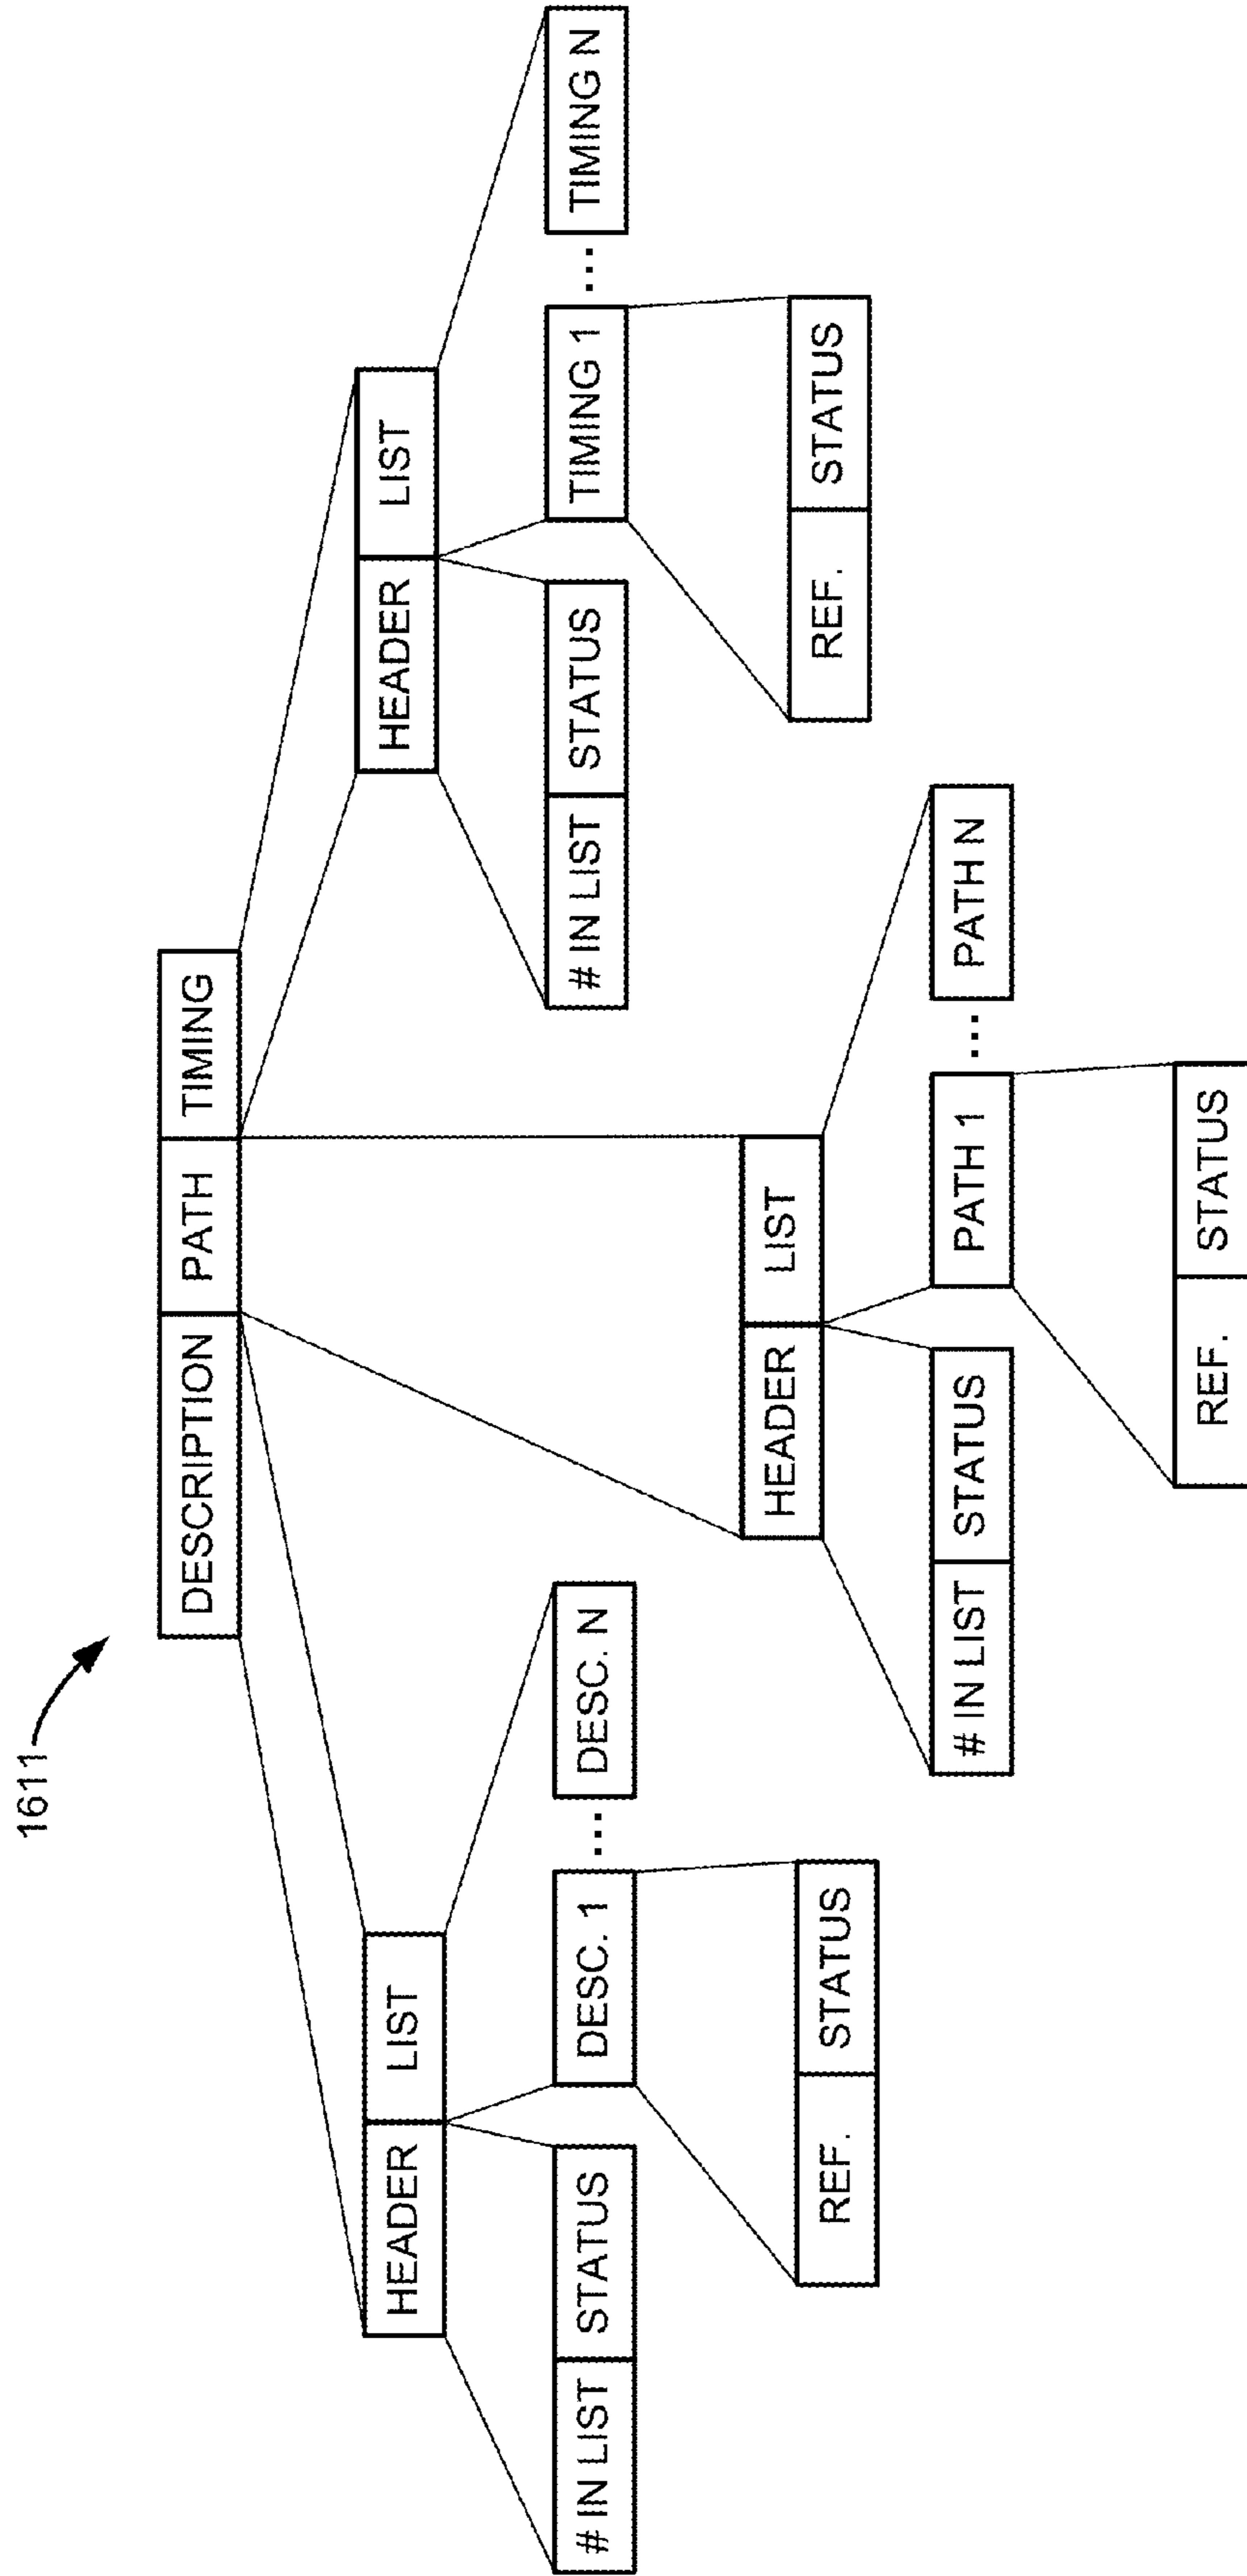 1611
DESCRIPTION PATH TIMING
HEADER LIST
HEADER LIST
# IN LIST STATUS DESC. 1 ... DESC. N
# IN LIST STATUS TIMING 1 ... TIMING N
HEADER LIST
REF. STATUS
REF. STATUS
# IN LIST STATUS PATH 1 ... PATH N
REF. STATUS